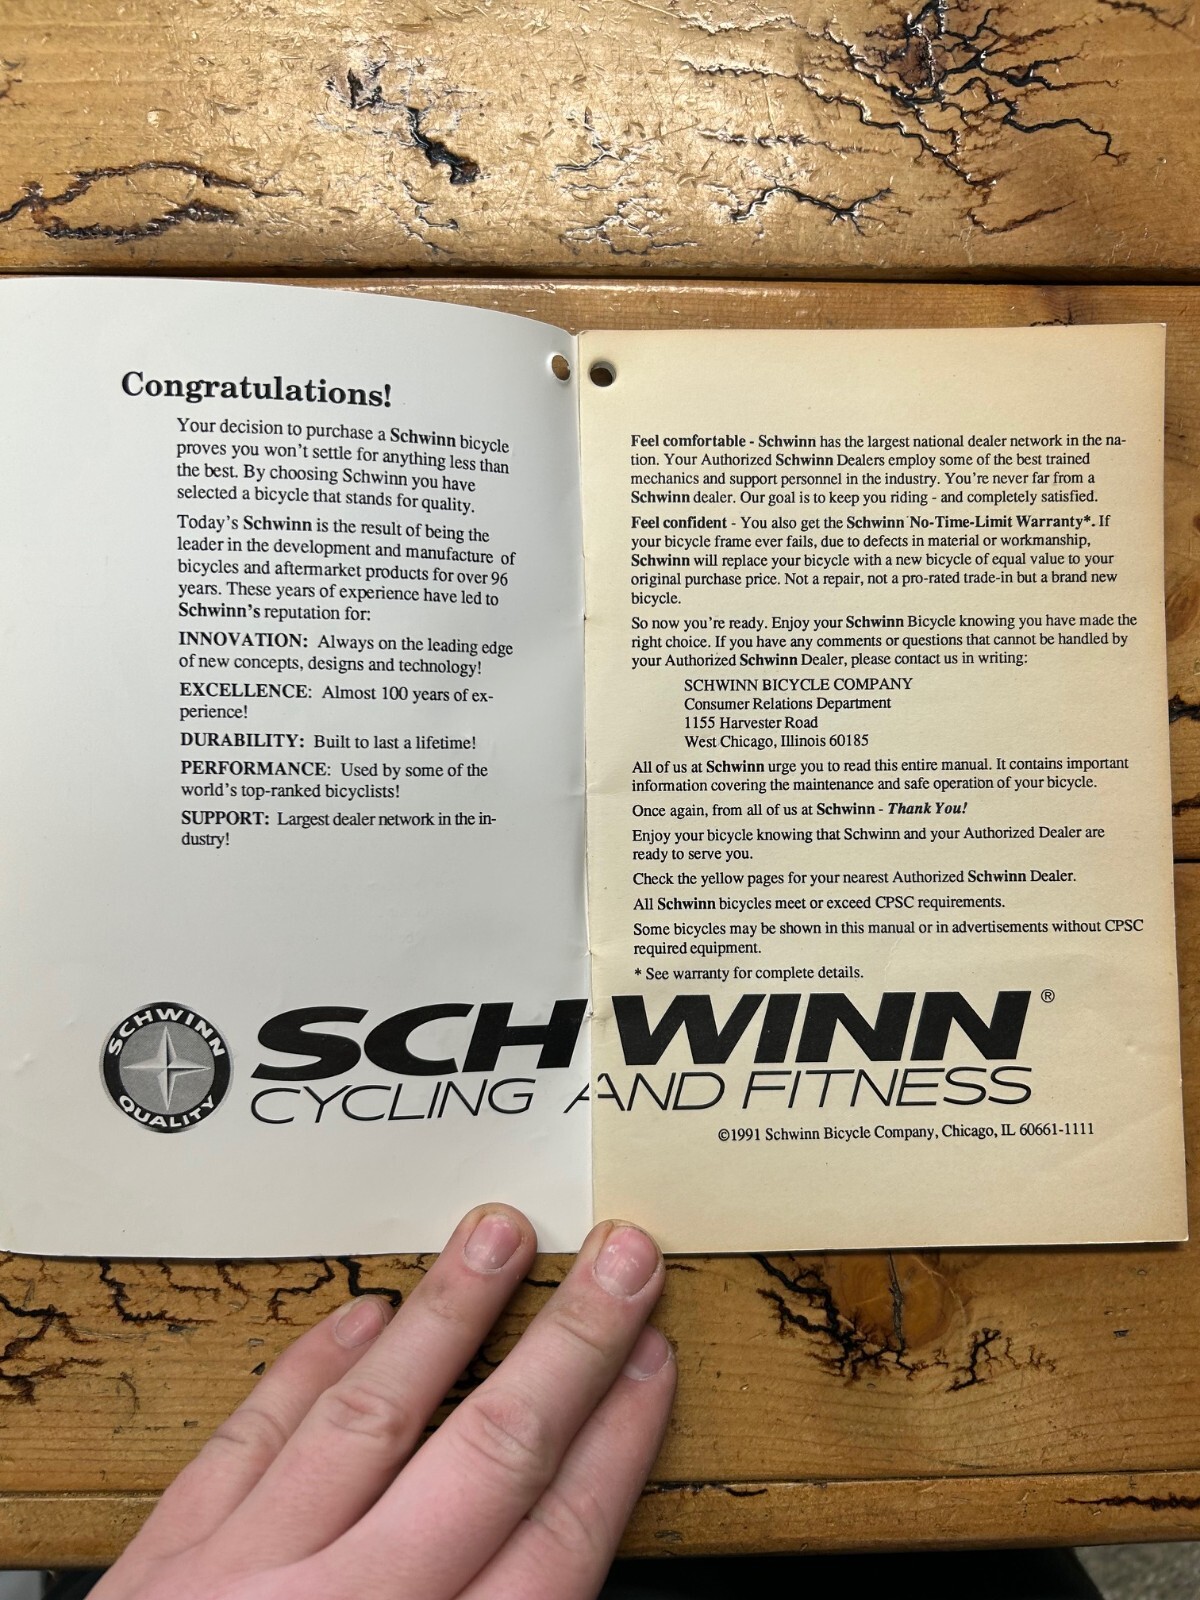 Congratulations!
Your decision to purchase a Schwinn bicycle
proves you won't settle for anything less than
the best. By choosing Schwinn you have
selected a bicycle that stands for quality.
Today's Schwinn is the result of being the
leader in the development and manufacture of
bicycles and aftermarket products for over 96
years. These years of experience have led to
Schwinn's reputation for:
INNOVATION: Always on the leading edge
of new concepts, designs and technology!
EXCELLENCE: Almost 100 years of ex-
perience!
DURABILITY: Built to last a lifetime!
PERFORMANCE: Used by some of the
world's top-ranked bicyclists!
SUPPORT: Largest dealer network in the in-
dustry!
Feel comfortable - Schwinn has the largest national dealer network in the na-
tion. Your Authorized Schwinn Dealers employ some of the best trained
mechanics and support personnel in the industry. You're never far from a
Schwinn dealer. Our goal is to keep you riding - and completely satisfied.
Feel confident - You also get the Schwinn No-Time-Limit Warranty*. If
your bicycle frame ever fails, due to defects in material or workmanship,
Schwinn will replace your bicycle with a new bicycle of equal value to your
original purchase price. Not a repair, not a pro-rated trade-in but a brand new
bicycle.
So now you're ready. Enjoy your Schwinn Bicycle knowing you have made the
right choice. If you have any comments or questions that cannot be handled by
your Authorized Schwinn Dealer, please contact us in writing:
SCHWINN BICYCLE COMPANY
Consumer Relations Department
1155 Harvester Road
West Chicago, Illinois 60185
All of us at Schwinn urge you to read this entire manual. It contains important
information covering the maintenance and safe operation of your bicycle.
Once again, from all of us at Schwinn - Thank You!
Enjoy your bicycle knowing that Schwinn and your Authorized Dealer are
ready to serve you.
Check the yellow pages for your nearest Authorized Schwinn Dealer.
All Schwinn bicycles meet or exceed CPSC requirements.
Some bicycles may be shown in this manual or in advertisements without CPSC
required equipment.
* See warranty for complete details.
SCHWINN QUALITY
SCHWINN®
CYCLING AND FITNESS
©1991 Schwinn Bicycle Company, Chicago, IL 60661-1111